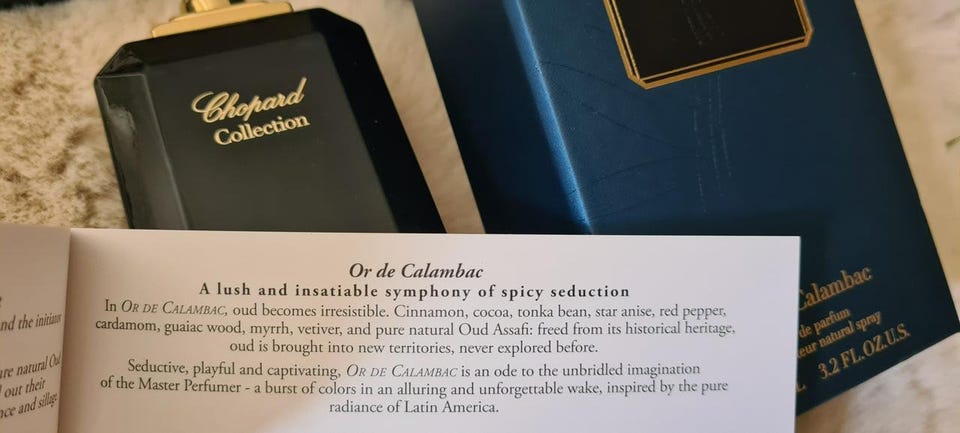 Chopard
Collection
Or de Calambac
A lush and insatiable symphony of spicy seduction
In OR DE CALAMBAC, oud becomes irresistible. Cinnamon, cocoa, tonka bean, star anise, red pepper,
cardamom, guaiac wood, myrrh, vetiver, and pure natural Oud Assafi: freed from its historical heritage,
oud is brought into new territories, never explored before.
Seductive, playful and captivating, OR DE CALAMBAC is an ode to the unbridled imagination
of the Master Perfumer - a burst of colors in an alluring and unforgettable wake, inspired by the pure
radiance of Latin America.
nd the initiator
natural Oud
out their
nce and sillage
Calambac
de parfum
eur natural spray
3.2 FL.OZ.U.S.